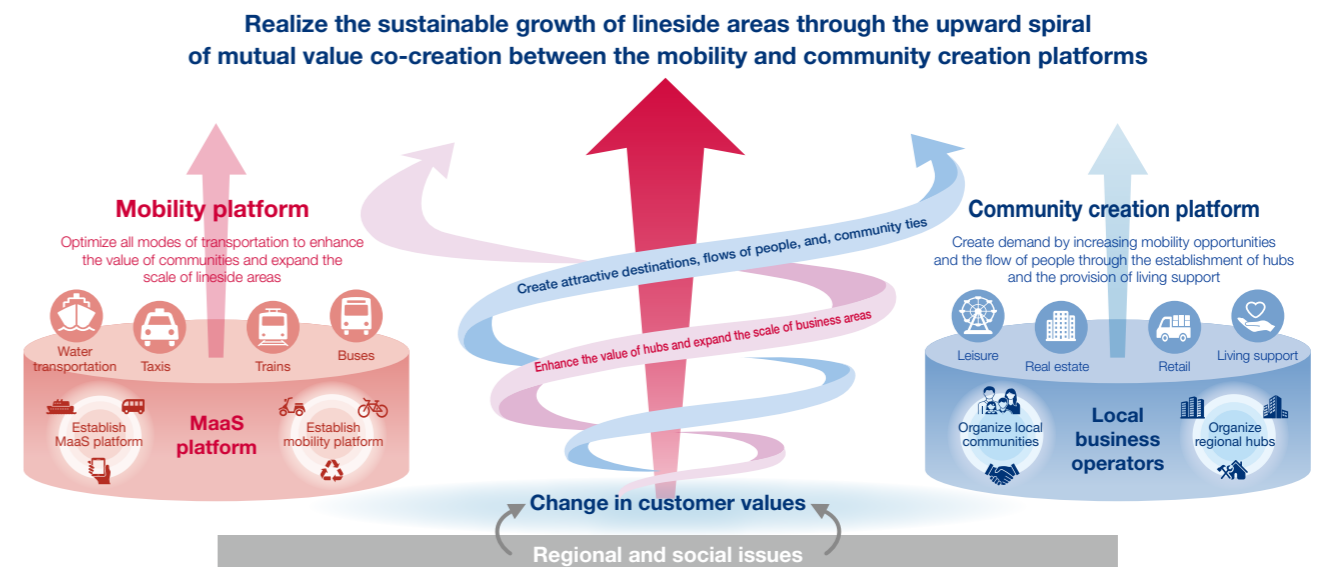 Realize the sustainable growth of lineside areas through the upward spiral
of mutual value co-creation between the mobility and community creation platforms
Mobility platform
Optimize all modes of transportation to enhance
the value of communities and expand the
scale of lineside areas
Water
transportation
Taxis
Trains
Buses
Establish
MaaS platform
MaaS
platform
Establish
mobility platform
Create attractive destinations, flows of people, and, community ties
Enhance the value of hubs and expand the scale of business areas
Community creation platform
Create demand by increasing mobility opportunities
and the flow of people through the establishment of hubs
and the provision of living support
Leisure
Real estate
Retail
Living support
Organize local
communities
Local
business
operators
Organize
regional hubs
Change in customer values
Regional and social issues